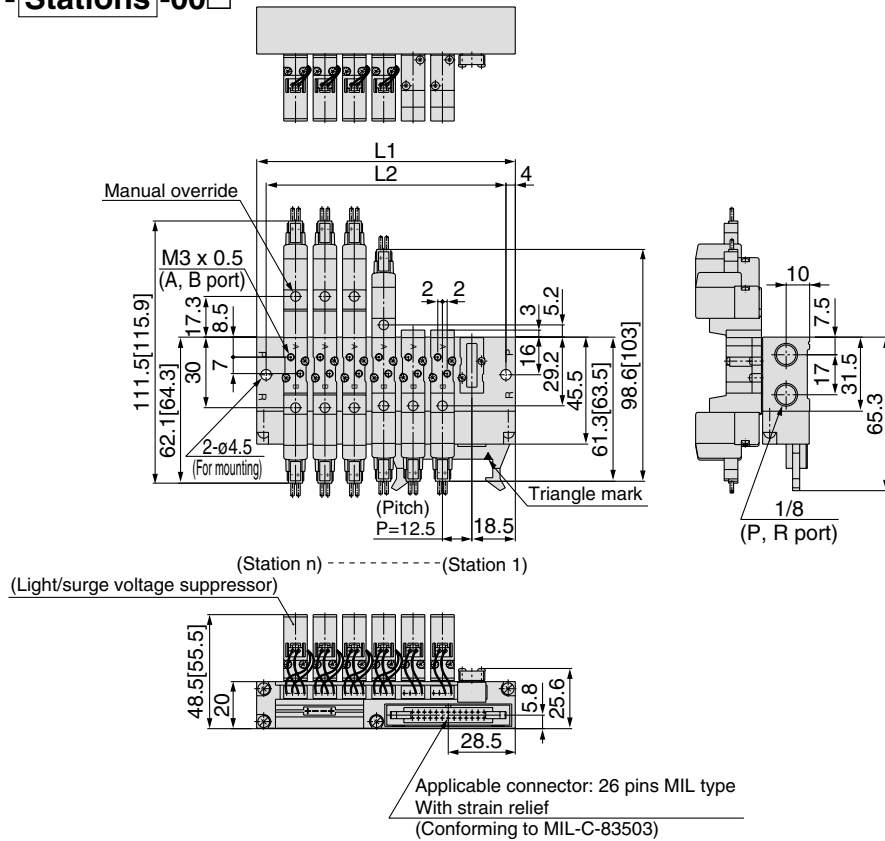 - Stations -00□
L1
L2
4
Manual override
M3 x 0.5
(A, B port)
111.5[115.9]
17.3
8.5
62.1[64.3]
30
7
2-ø4.5
(For mounting)
2
2
3
5.2
16
29.2
45.5
61.3[63.5]
98.6[103]
P
R
A A A A A A
B B B B B B
P
R
Triangle mark
(Pitch)
P=12.5
18.5
(Station n) ---------- (Station 1)
10
7.5
17
31.5
65.3
1/8
(P, R port)
(Light/surge voltage suppressor)
48.5[55.5]
20
5.8
25.6
28.5
Applicable connector: 26 pins MIL type
With strain relief
(Conforming to MIL-C-83503)